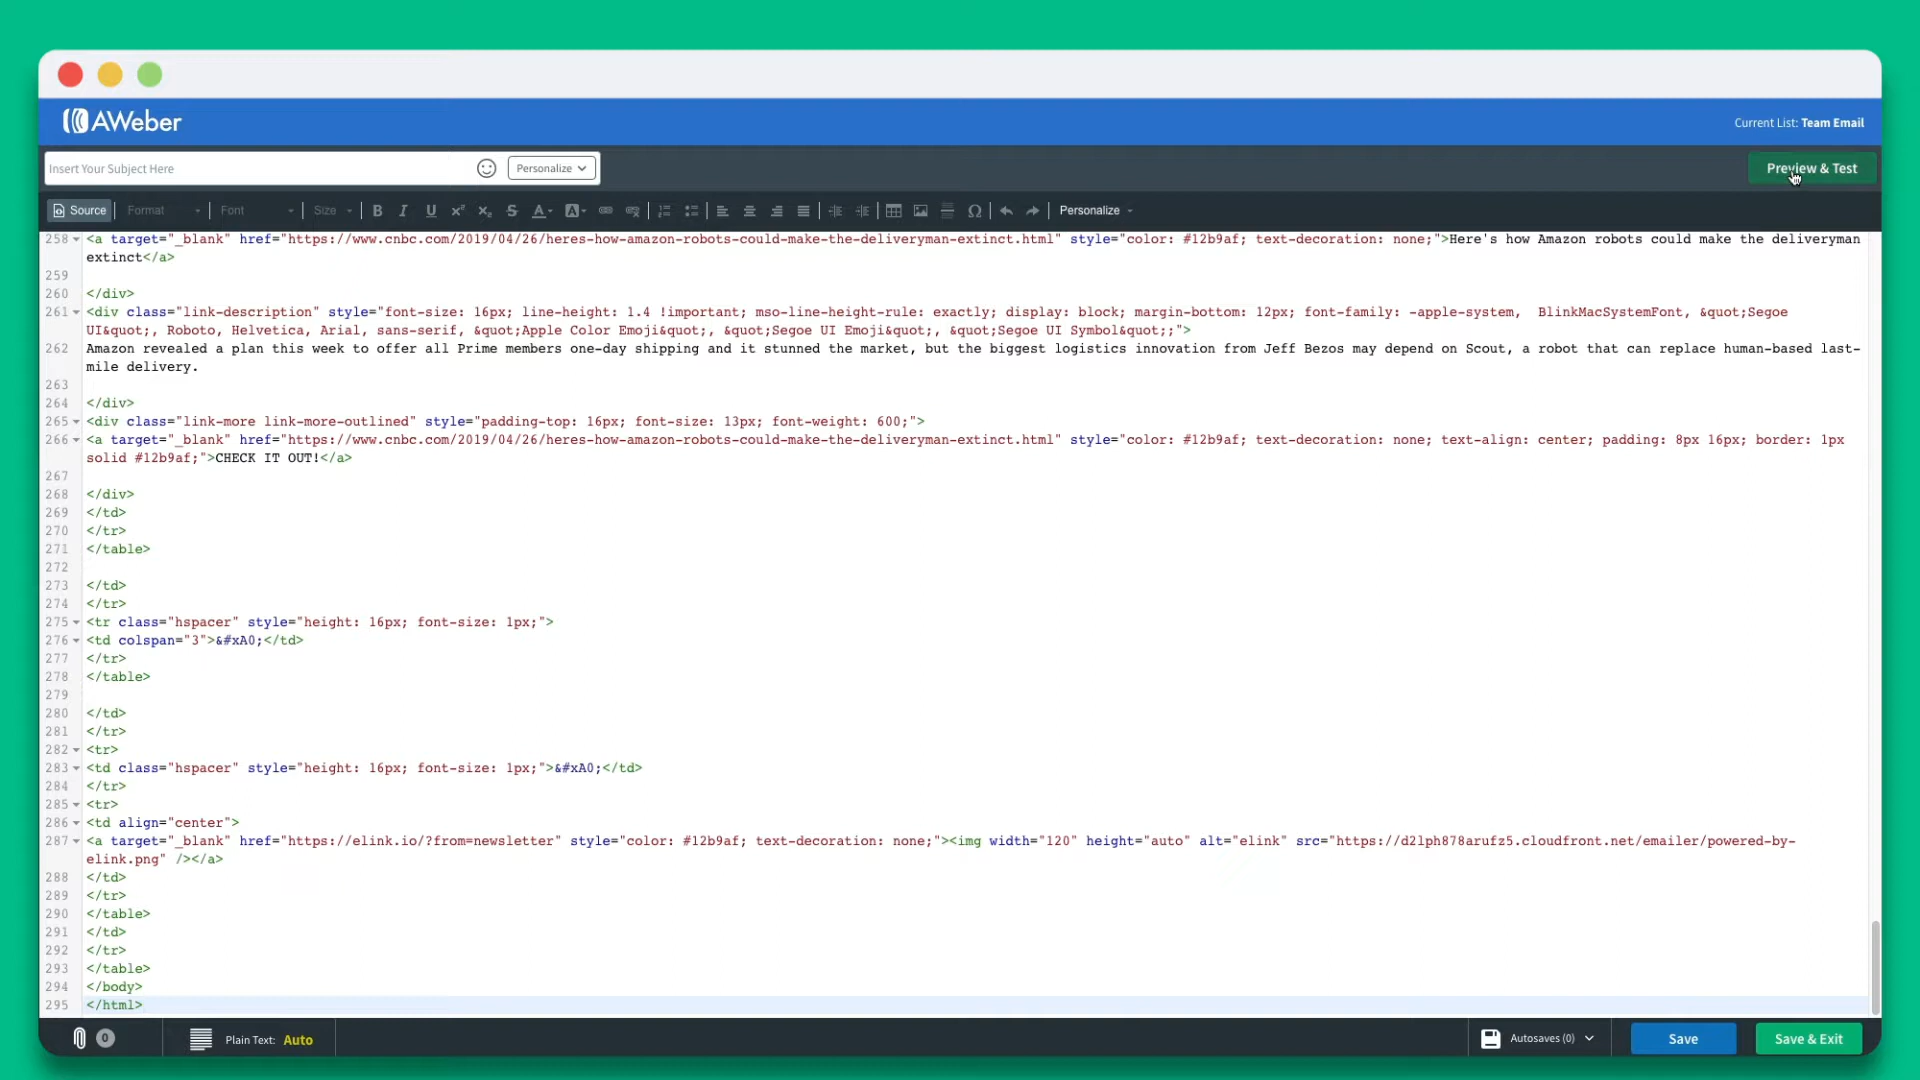 AWeber
Current List: Team Email
Insert Your Subject Here
Personalize
Preview & Test
Source
Format
Font
Size
B I U x² x₂ S A A
Ω
Personalize
258 <a target="_blank" href="https://www.cnbc.com/2019/04/26/heres-how-amazon-robots-could-make-the-deliveryman-extinct.html" style="color: #12b9af; text-decoration: none;">Here's how Amazon robots could make the deliveryman
extinct</a>
259
260 </div>
261 <div class="link-description" style="font-size: 16px; line-height: 1.4 !important; mso-line-height-rule: exactly; display: block; margin-bottom: 12px; font-family: -apple-system,  BlinkMacSystemFont, &quot;Segoe
UI&quot;, Roboto, Helvetica, Arial, sans-serif, &quot;Apple Color Emoji&quot;, &quot;Segoe UI Emoji&quot;, &quot;Segoe UI Symbol&quot;;">
262 Amazon revealed a plan this week to offer all Prime members one-day shipping and it stunned the market, but the biggest logistics innovation from Jeff Bezos may depend on Scout, a robot that can replace human-based last-
mile delivery.
263
264 </div>
265 <div class="link-more link-more-outlined" style="padding-top: 16px; font-size: 13px; font-weight: 600;">
266 <a target="_blank" href="https://www.cnbc.com/2019/04/26/heres-how-amazon-robots-could-make-the-deliveryman-extinct.html" style="color: #12b9af; text-decoration: none; text-align: center; padding: 8px 16px; border: 1px
solid #12b9af;">CHECK IT OUT!</a>
267
268 </div>
269 </td>
270 </tr>
271 </table>
272
273 </td>
274 </tr>
275 <tr class="hspacer" style="height: 16px; font-size: 1px;">
276 <td colspan="3">&#xA0;</td>
277 </tr>
278 </table>
279
280 </td>
281 </tr>
282 <tr>
283 <td class="hspacer" style="height: 16px; font-size: 1px;">&#xA0;</td>
284 </tr>
285 <tr>
286 <td align="center">
287 <a target="_blank" href="https://elink.io/?from=newsletter" style="color: #12b9af; text-decoration: none;"><img width="120" height="auto" alt="elink" src="https://d2lph878arufz5.cloudfront.net/emailer/powered-by-
elink.png" /></a>
288 </td>
289 </tr>
290 </table>
291 </td>
292 </tr>
293 </table>
294 </body>
295 </html>
0
Plain Text: Auto
Autosaves (0)
Save
Save & Exit